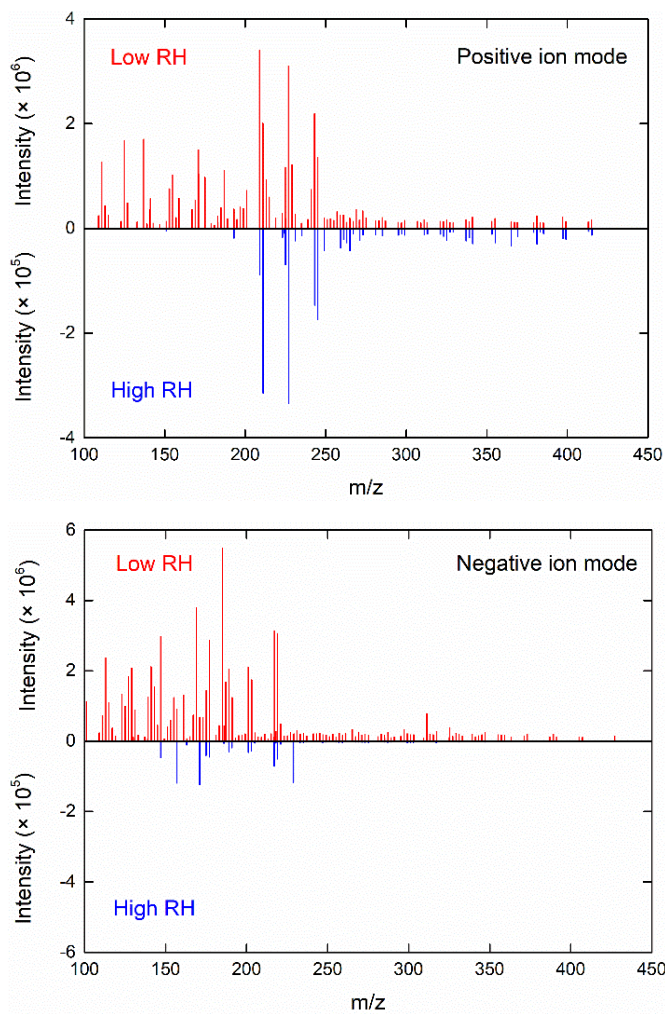 4
Low RH
Positive ion mode
Intensity (× 10⁶)
2
0
Intensity (× 10⁵)
-2
High RH
-4
100 150 200 250 300 350 400 450
m/z
6
Low RH
Negative ion mode
Intensity (× 10⁶)
4
2
0
Intensity (× 10⁵)
-2
-4
High RH
-6
100 150 200 250 300 350 400 450
m/z